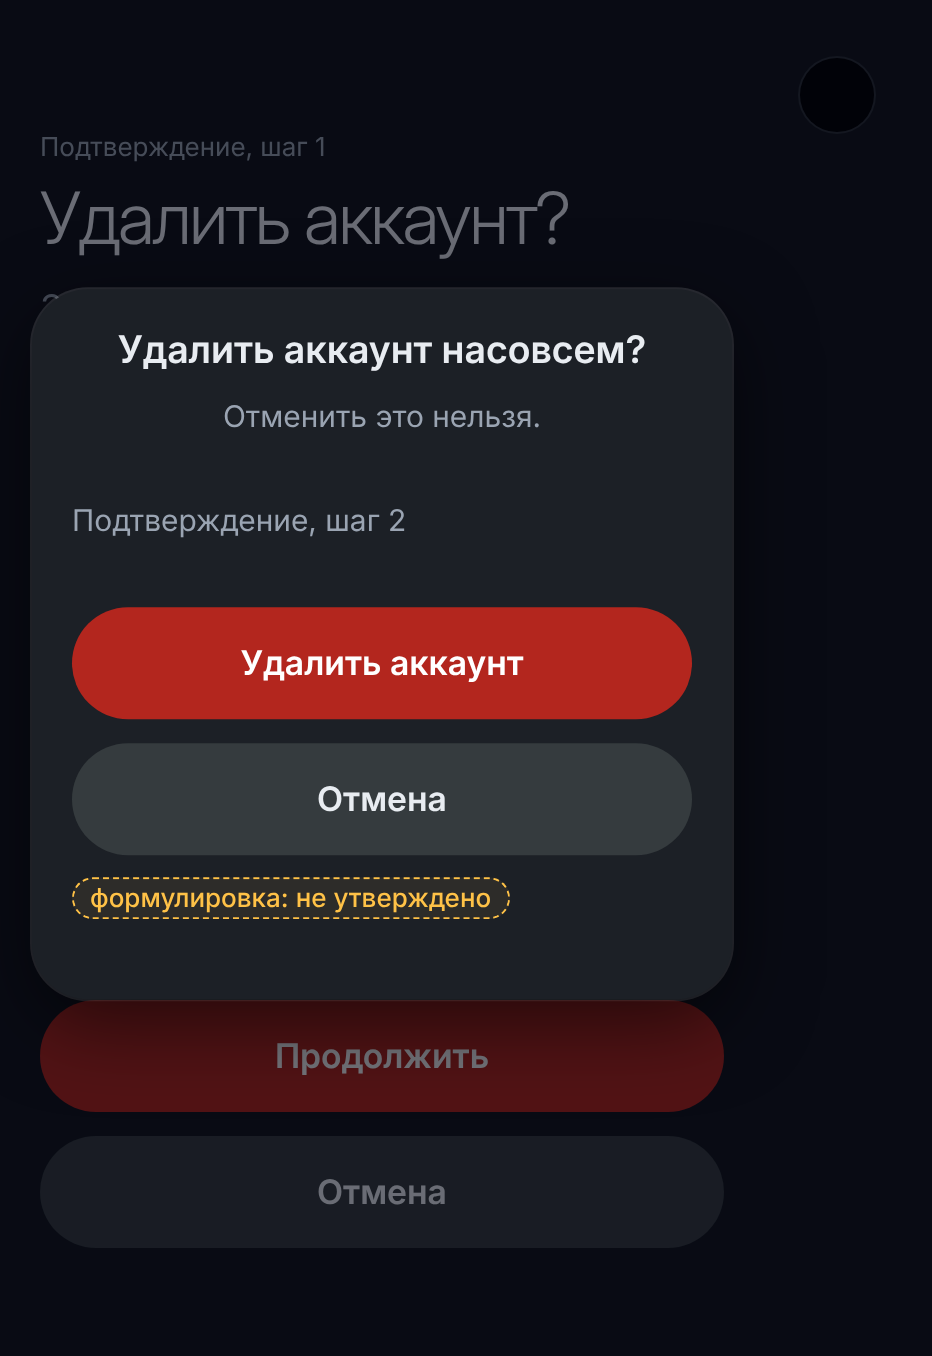 Подтверждение, шаг 1
Удалить аккаунт?
Удалить аккаунт насовсем?
Отменить это нельзя.
Подтверждение, шаг 2
Удалить аккаунт
Отмена
формулировка: не утверждено
Продолжить
Отмена